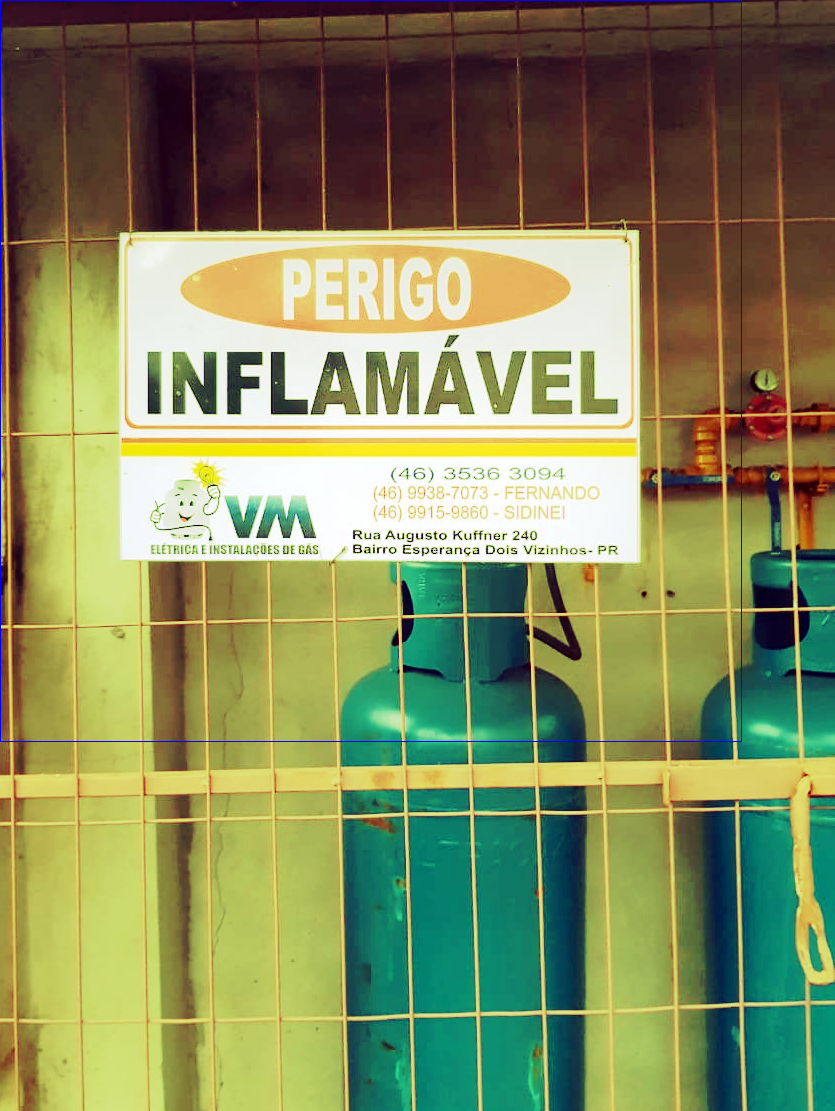 PERIGO
INFLAMÁVEL
(46) 3536 3094
(46) 9938-7073 - FERNANDO
(46) 9915-9860 - SIDINEI
VM
ELÉTRICA E INSTALAÇÕES DE GÁS
Rua Augusto Kuffner 240
Bairro Esperança Dois Vizinhos- PR